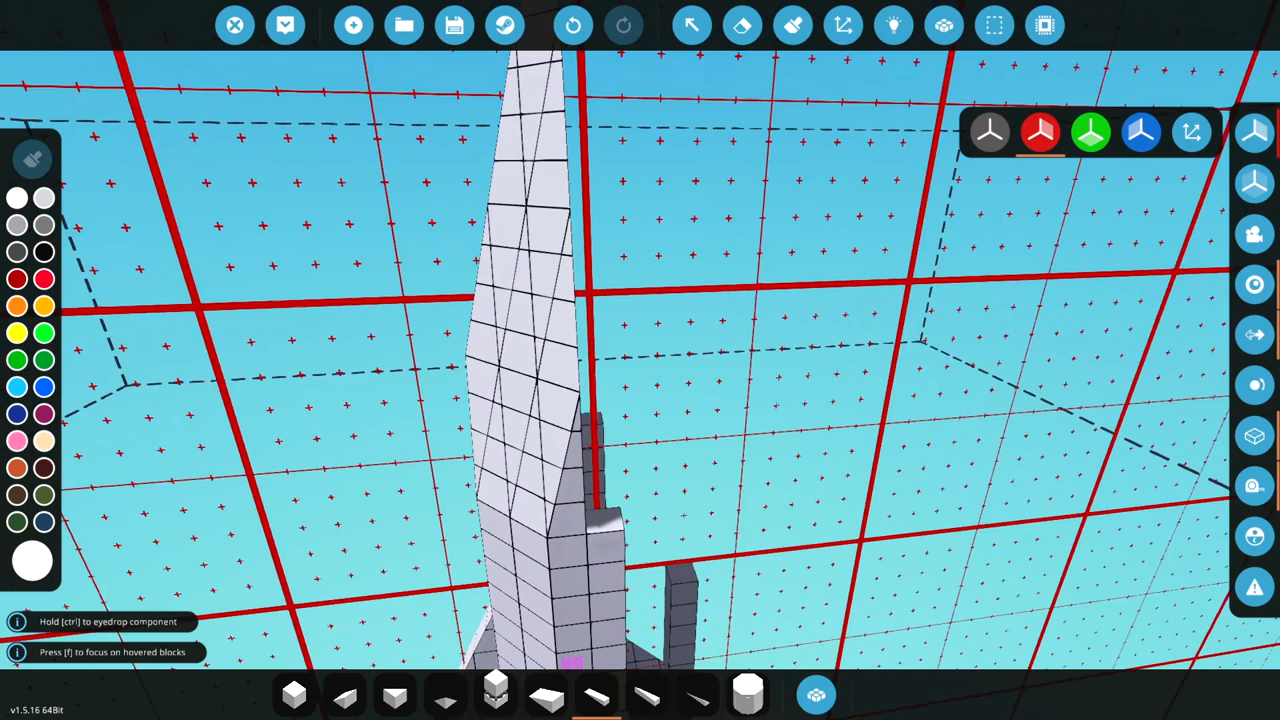 Hold [ctrl] to eyedrop component
Press [f] to focus on hovered blocks
v1.5.16 64Bit